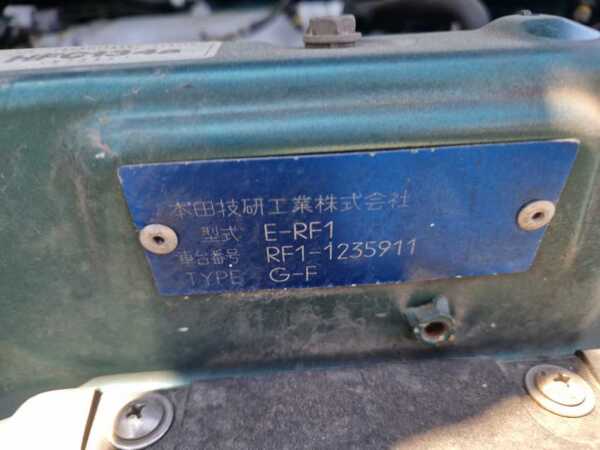 本田技研工業株式会社
型式 E-RF1
車台番号 RF1-1235911
TYPE G-F